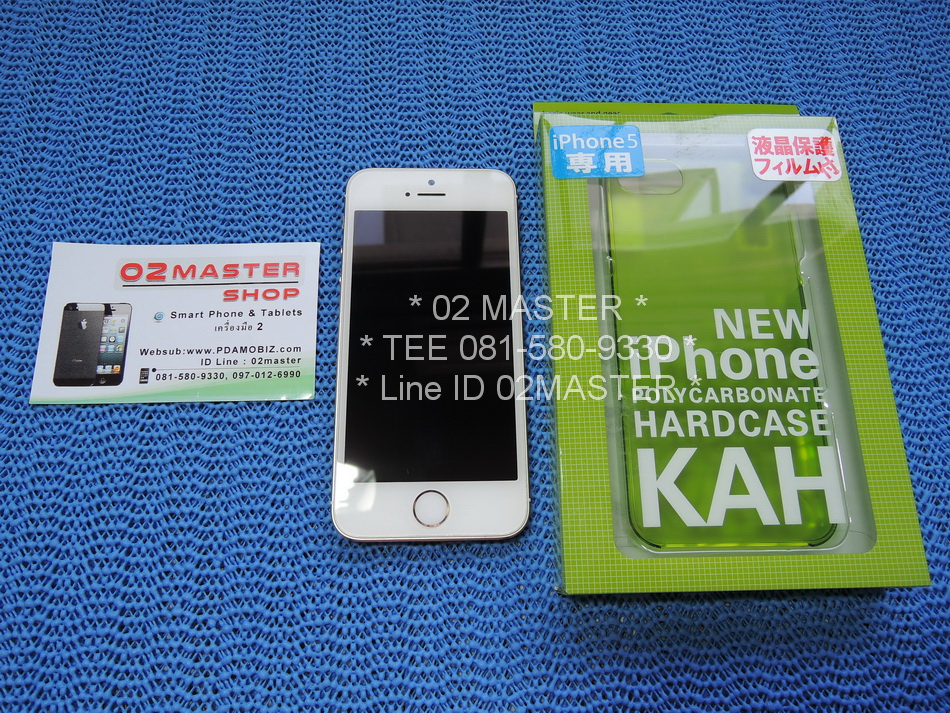 02MASTER
SHOP
Smart Phone & Tablets
เครื่องมือ 2
Websub:www.PDAMOBIZ.com
ID Line : 02master
081-580-9330, 097-012-6990
* 02 MASTER *
* TEE 081-580-9330 *
* Line ID 02MASTER *
iPhone5
専用
液晶保護
フィルム付
NEW
iPhone
POLYCARBONATE
HARDCASE
KAH